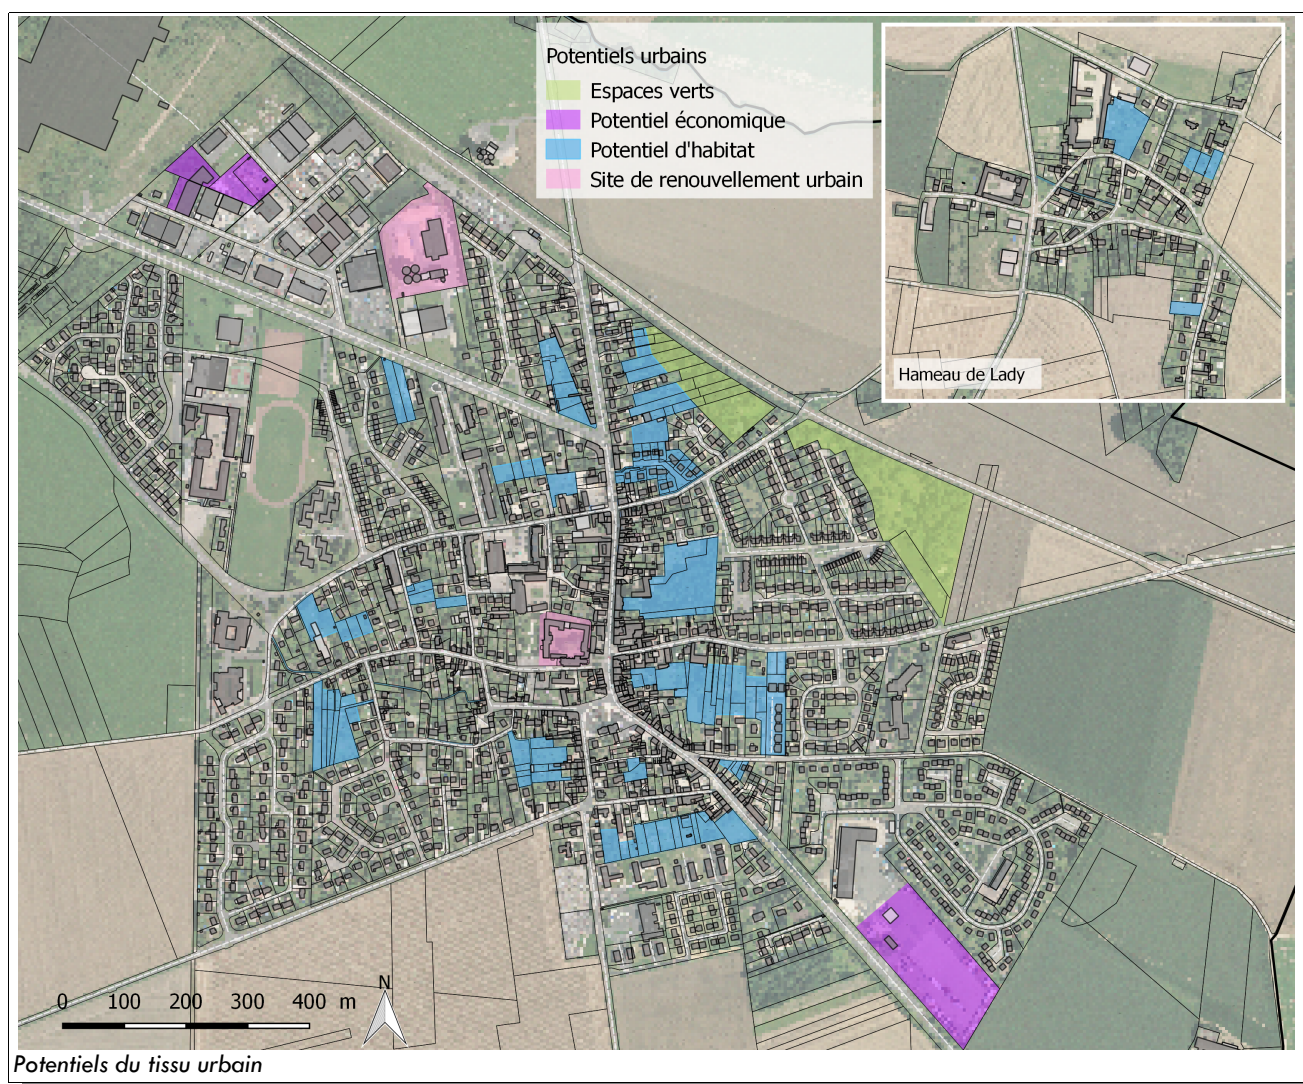 Potentiels urbains
Espaces verts
Potentiel économique
Potentiel d'habitat
Site de renouvellement urbain
Hameau de Lady
N
0 100 200 300 400 m
Potentiels du tissu urbain